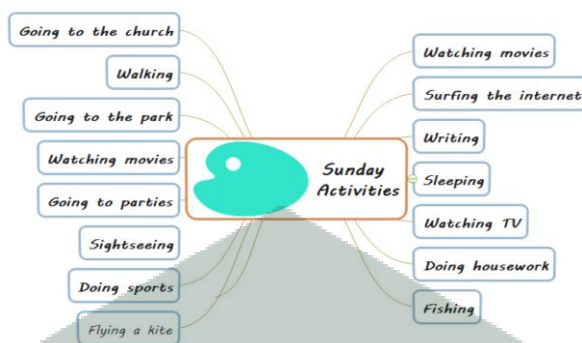 Going to the church
Walking
Going to the park
Watching movies
Going to parties
Sightseeing
Doing sports
Flying a kite
Sunday
Activities
Watching movies
Surfing the internet
Writing
Sleeping
Watching TV
Doing housework
Fishing